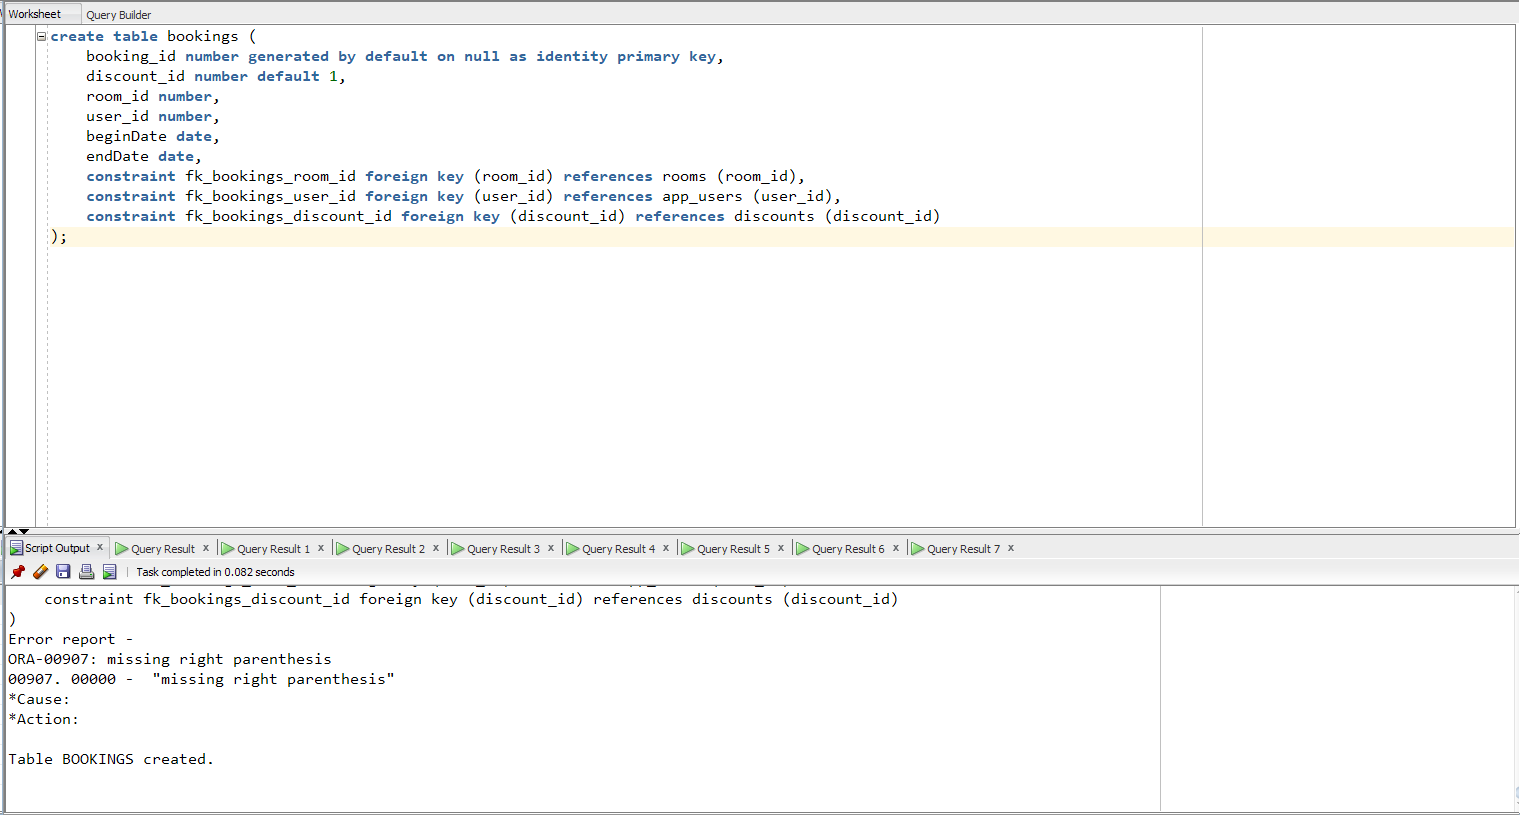 Worksheet Query Builder
create table bookings (
booking_id number generated by default on null as identity primary key,
discount_id number default 1,
room_id number,
user_id number,
beginDate date,
endDate date,
constraint fk_bookings_room_id foreign key (room_id) references rooms (room_id),
constraint fk_bookings_user_id foreign key (user_id) references app_users (user_id),
constraint fk_bookings_discount_id foreign key (discount_id) references discounts (discount_id)
);
Script Output x Query Result x Query Result 1 x Query Result 2 x Query Result 3 x Query Result 4 x Query Result 5 x Query Result 6 x Query Result 7 x
Task completed in 0.082 seconds
constraint fk_bookings_discount_id foreign key (discount_id) references discounts (discount_id)
)
Error report -
ORA-00907: missing right parenthesis
00907. 00000 -  "missing right parenthesis"
*Cause:
*Action:
Table BOOKINGS created.